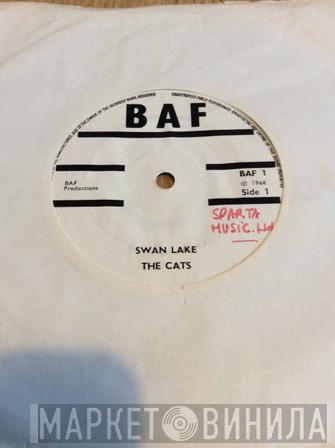 BAF
BAF
Productions
BAF 1
℗ 1968
Side 1
SPARTA
MUSIC. Ltd
SWAN LAKE
THE CATS
МАРКЕТ ВИНИЛА